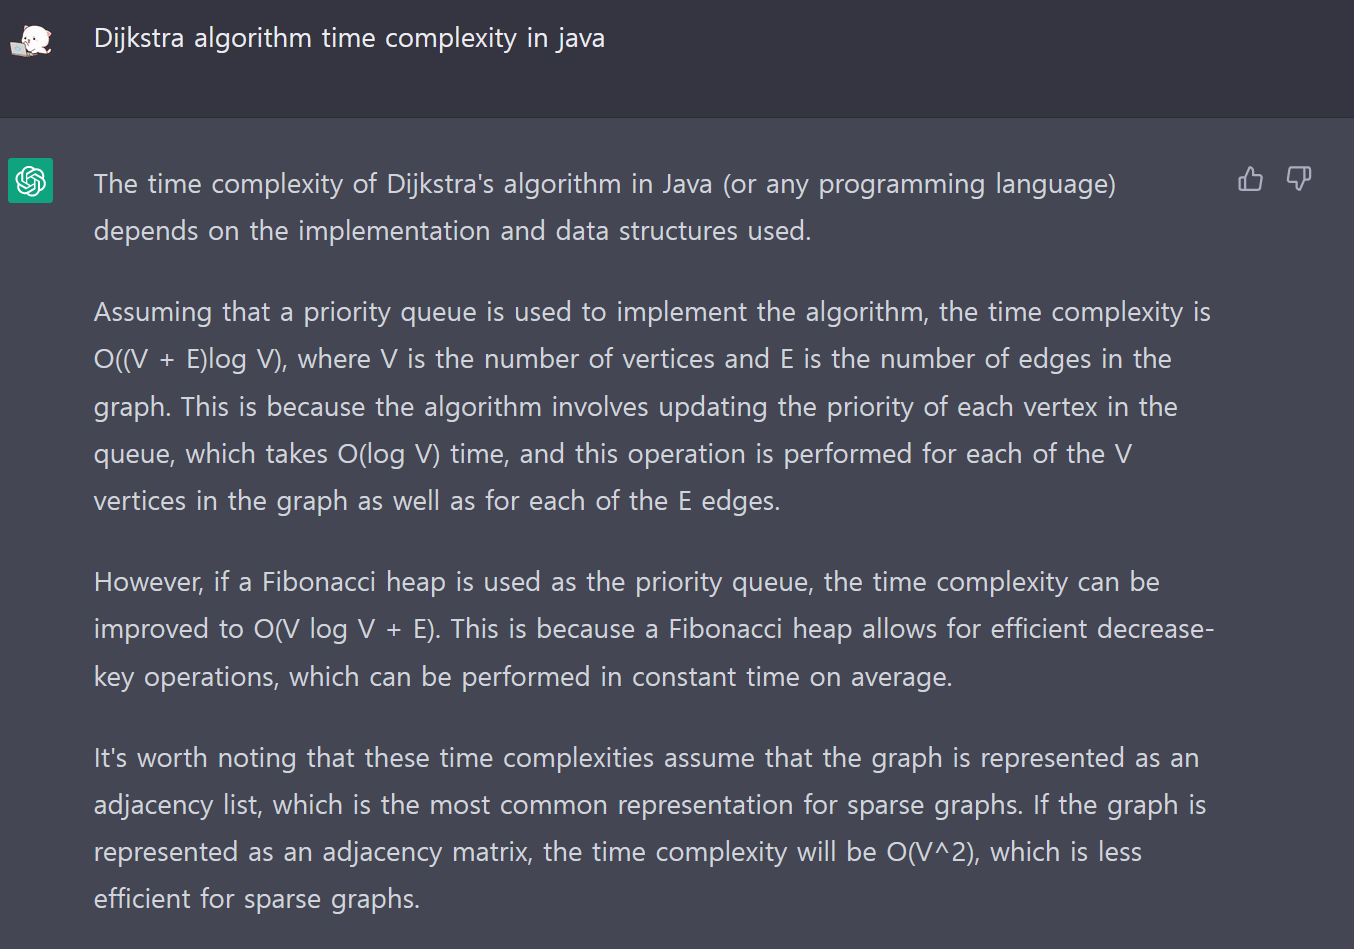 Dijkstra algorithm time complexity in java
The time complexity of Dijkstra's algorithm in Java (or any programming language)
depends on the implementation and data structures used.
Assuming that a priority queue is used to implement the algorithm, the time complexity is
O((V + E)log V), where V is the number of vertices and E is the number of edges in the
graph. This is because the algorithm involves updating the priority of each vertex in the
queue, which takes O(log V) time, and this operation is performed for each of the V
vertices in the graph as well as for each of the E edges.
However, if a Fibonacci heap is used as the priority queue, the time complexity can be
improved to O(V log V + E). This is because a Fibonacci heap allows for efficient decrease-
key operations, which can be performed in constant time on average.
It's worth noting that these time complexities assume that the graph is represented as an
adjacency list, which is the most common representation for sparse graphs. If the graph is
represented as an adjacency matrix, the time complexity will be O(V^2), which is less
efficient for sparse graphs.